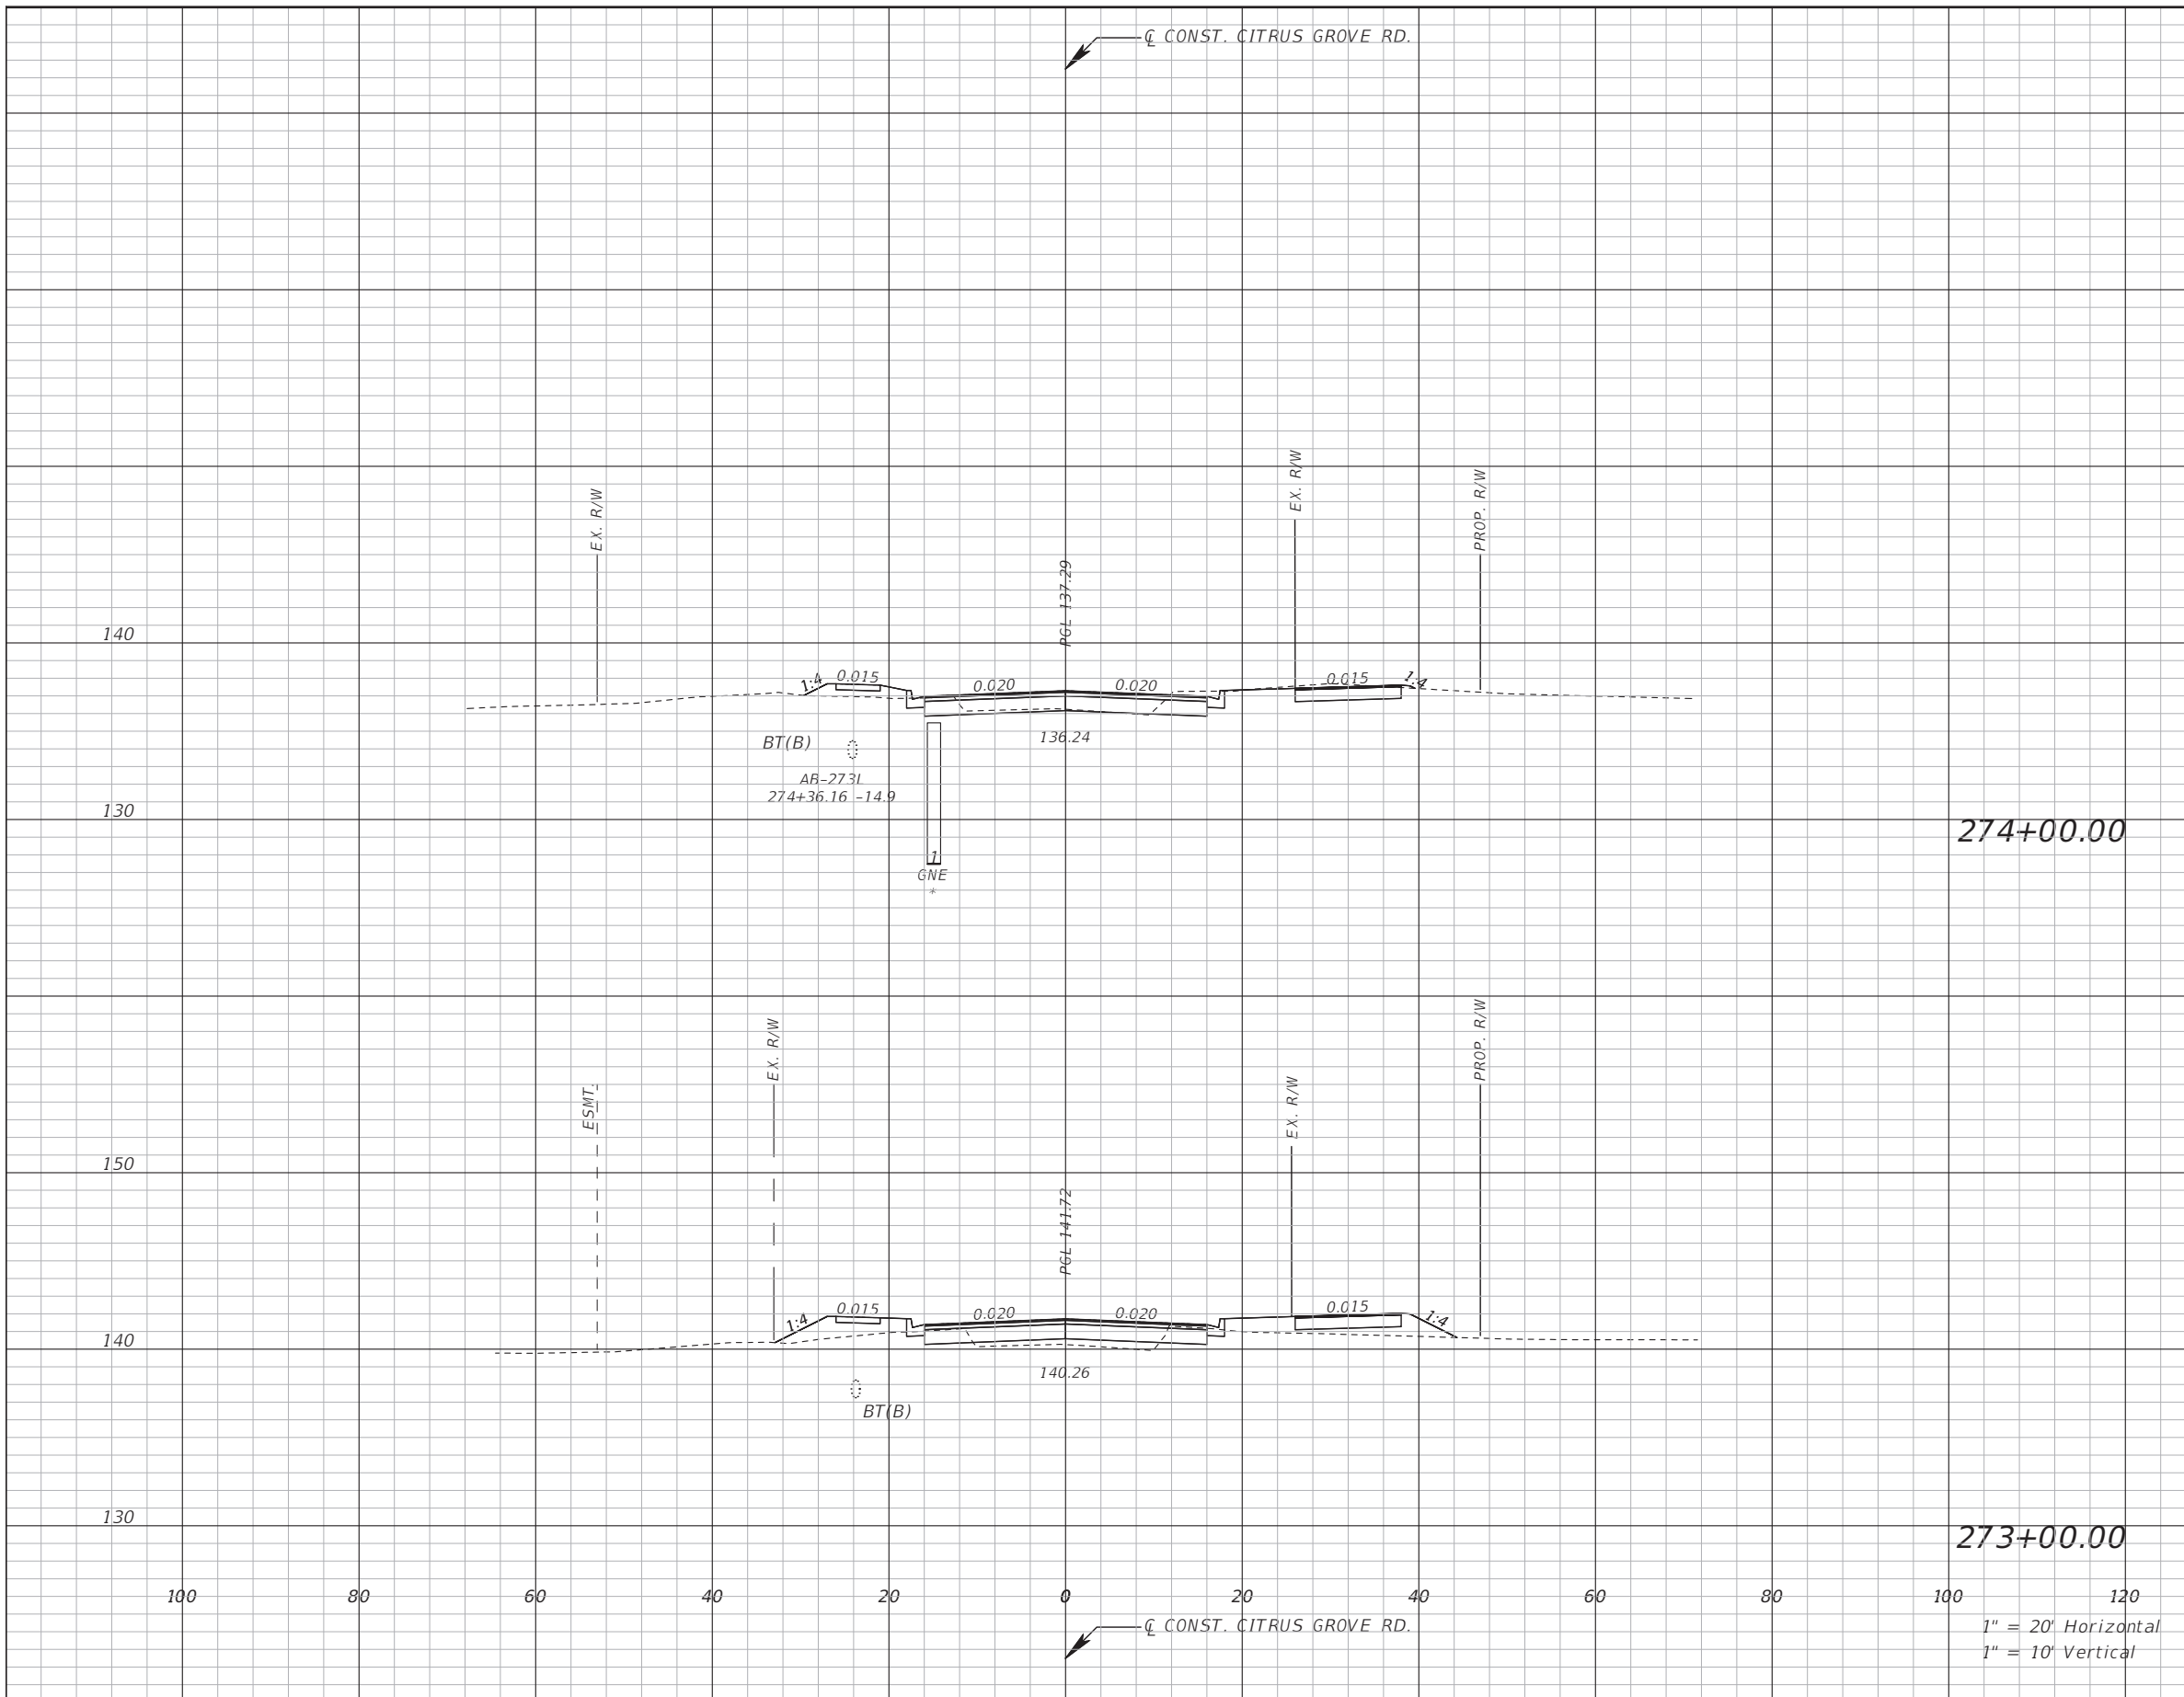 ℄ CONST. CITRUS GROVE RD.
EX. R/W
EX. R/W
PROP. R/W
PGL 137.29
140
1:4
0.015
0.020
0.020
0.015
1:4
136.24
BT(B)
AB-273L
274+36.16 -14.9
130
274+00.00
1
GNE
*
ESMT.
EX. R/W
EX. R/W
PROP. R/W
150
PGL 141.72
1:4
0.015
0.020
0.020
0.015
1:4
140
140.26
BT(B)
130
273+00.00
100 80 60 40 20 0 20 40 60 80 100 120
℄ CONST. CITRUS GROVE RD.
1" = 20' Horizontal
1" = 10' Vertical